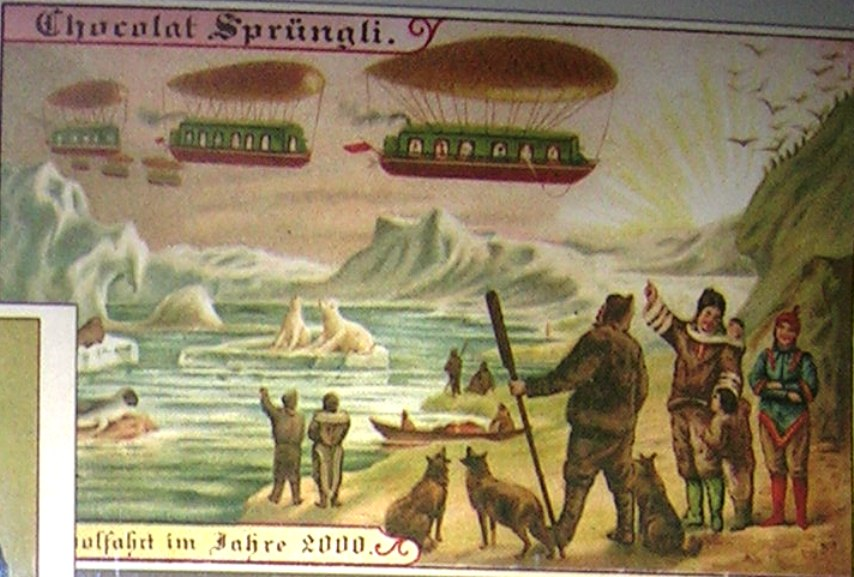 Chocolat Sprüngli.
olfahrt im Jahre 2000.